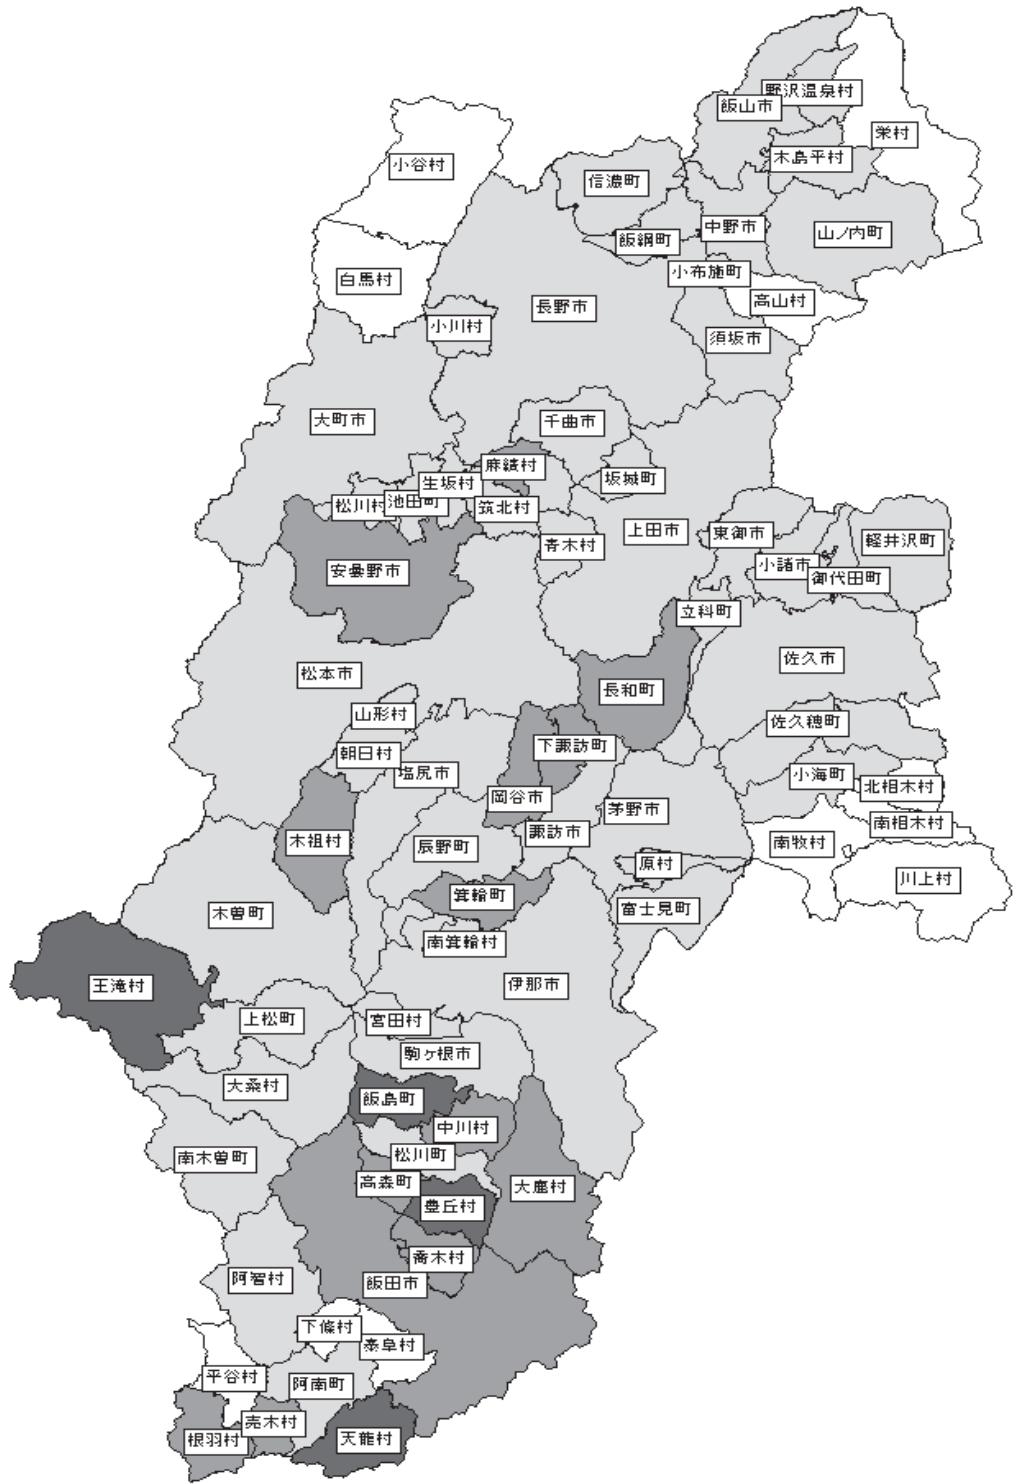 野沢温泉村
飯山市
栄村
木島平村
小谷村
信濃町
中野市
山ノ内町
飯綱町
小布施町
白馬村
高山村
長野市
小川村
須坂市
大町市
千曲市
麻績村
坂城町
生坂村
松川村
池田町
筑北村
上田市
東御市
軽井沢町
青木村
小諸市
安曇野市
御代田町
立料町
佐久市
松本市
長和町
山形村
佐久穂町
下諏訪町
朝日村
塩尻市
小海町
北相木村
岡谷市
茅野市
南相木村
諏訪市
木祖村
南牧村
辰野町
原村
川上村
箕輪町
富士見町
木曽町
南箕輪村
王滝村
伊那市
上松町
宮田村
駒ヶ根市
大桑村
飯島町
中川村
松川町
南木曽町
高森町
大鹿村
豊丘村
喬木村
阿智村
飯田市
下條村
泰阜村
平谷村
阿南町
売木村
根羽村
天龍村